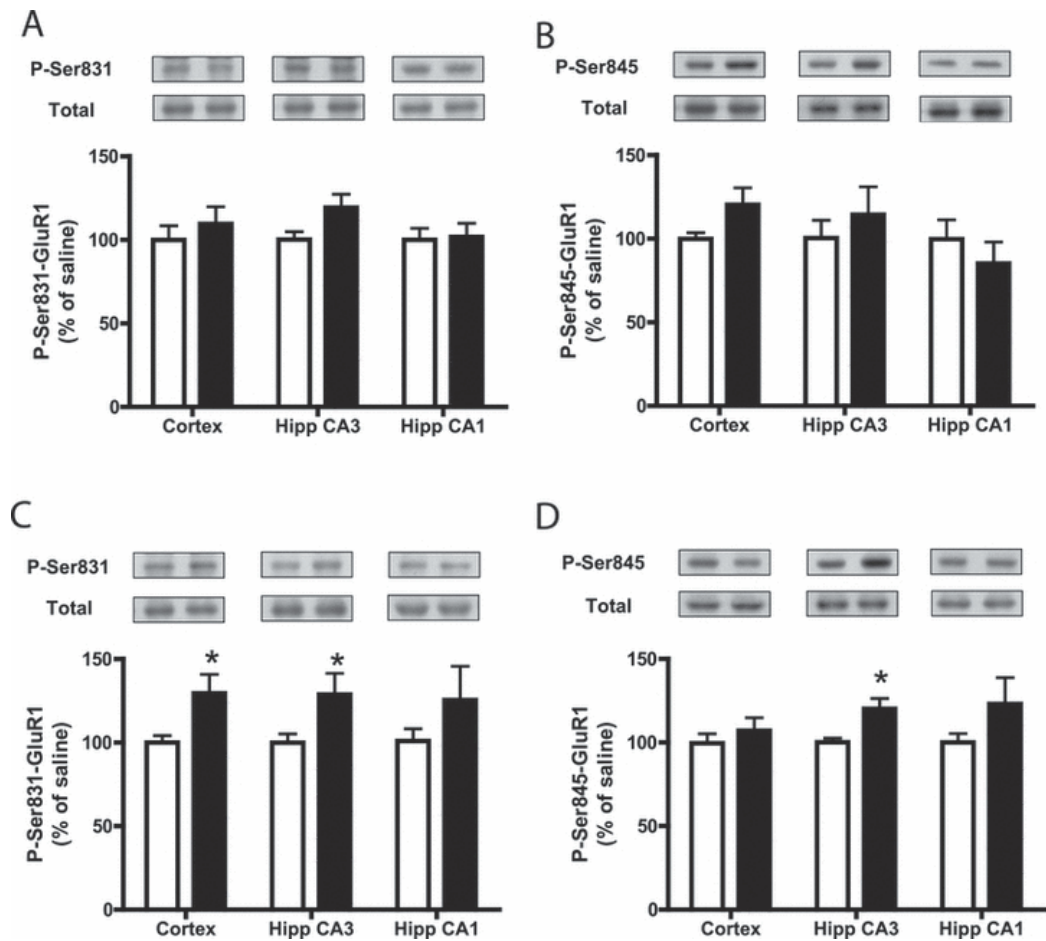 A
P-Ser831
Total
P-Ser831-GluR1
(% of saline)
150
100
50
0
Cortex Hipp CA3 Hipp CA1
B
P-Ser845
Total
P-Ser845-GluR1
(% of saline)
150
100
50
0
Cortex Hipp CA3 Hipp CA1
C
P-Ser831
Total
P-Ser831-GluR1
(% of saline)
150
100
50
0
* *
Cortex Hipp CA3 Hipp CA1
D
P-Ser845
Total
P-Ser845-GluR1
(% of saline)
150
100
50
0
*
Cortex Hipp CA3 Hipp CA1